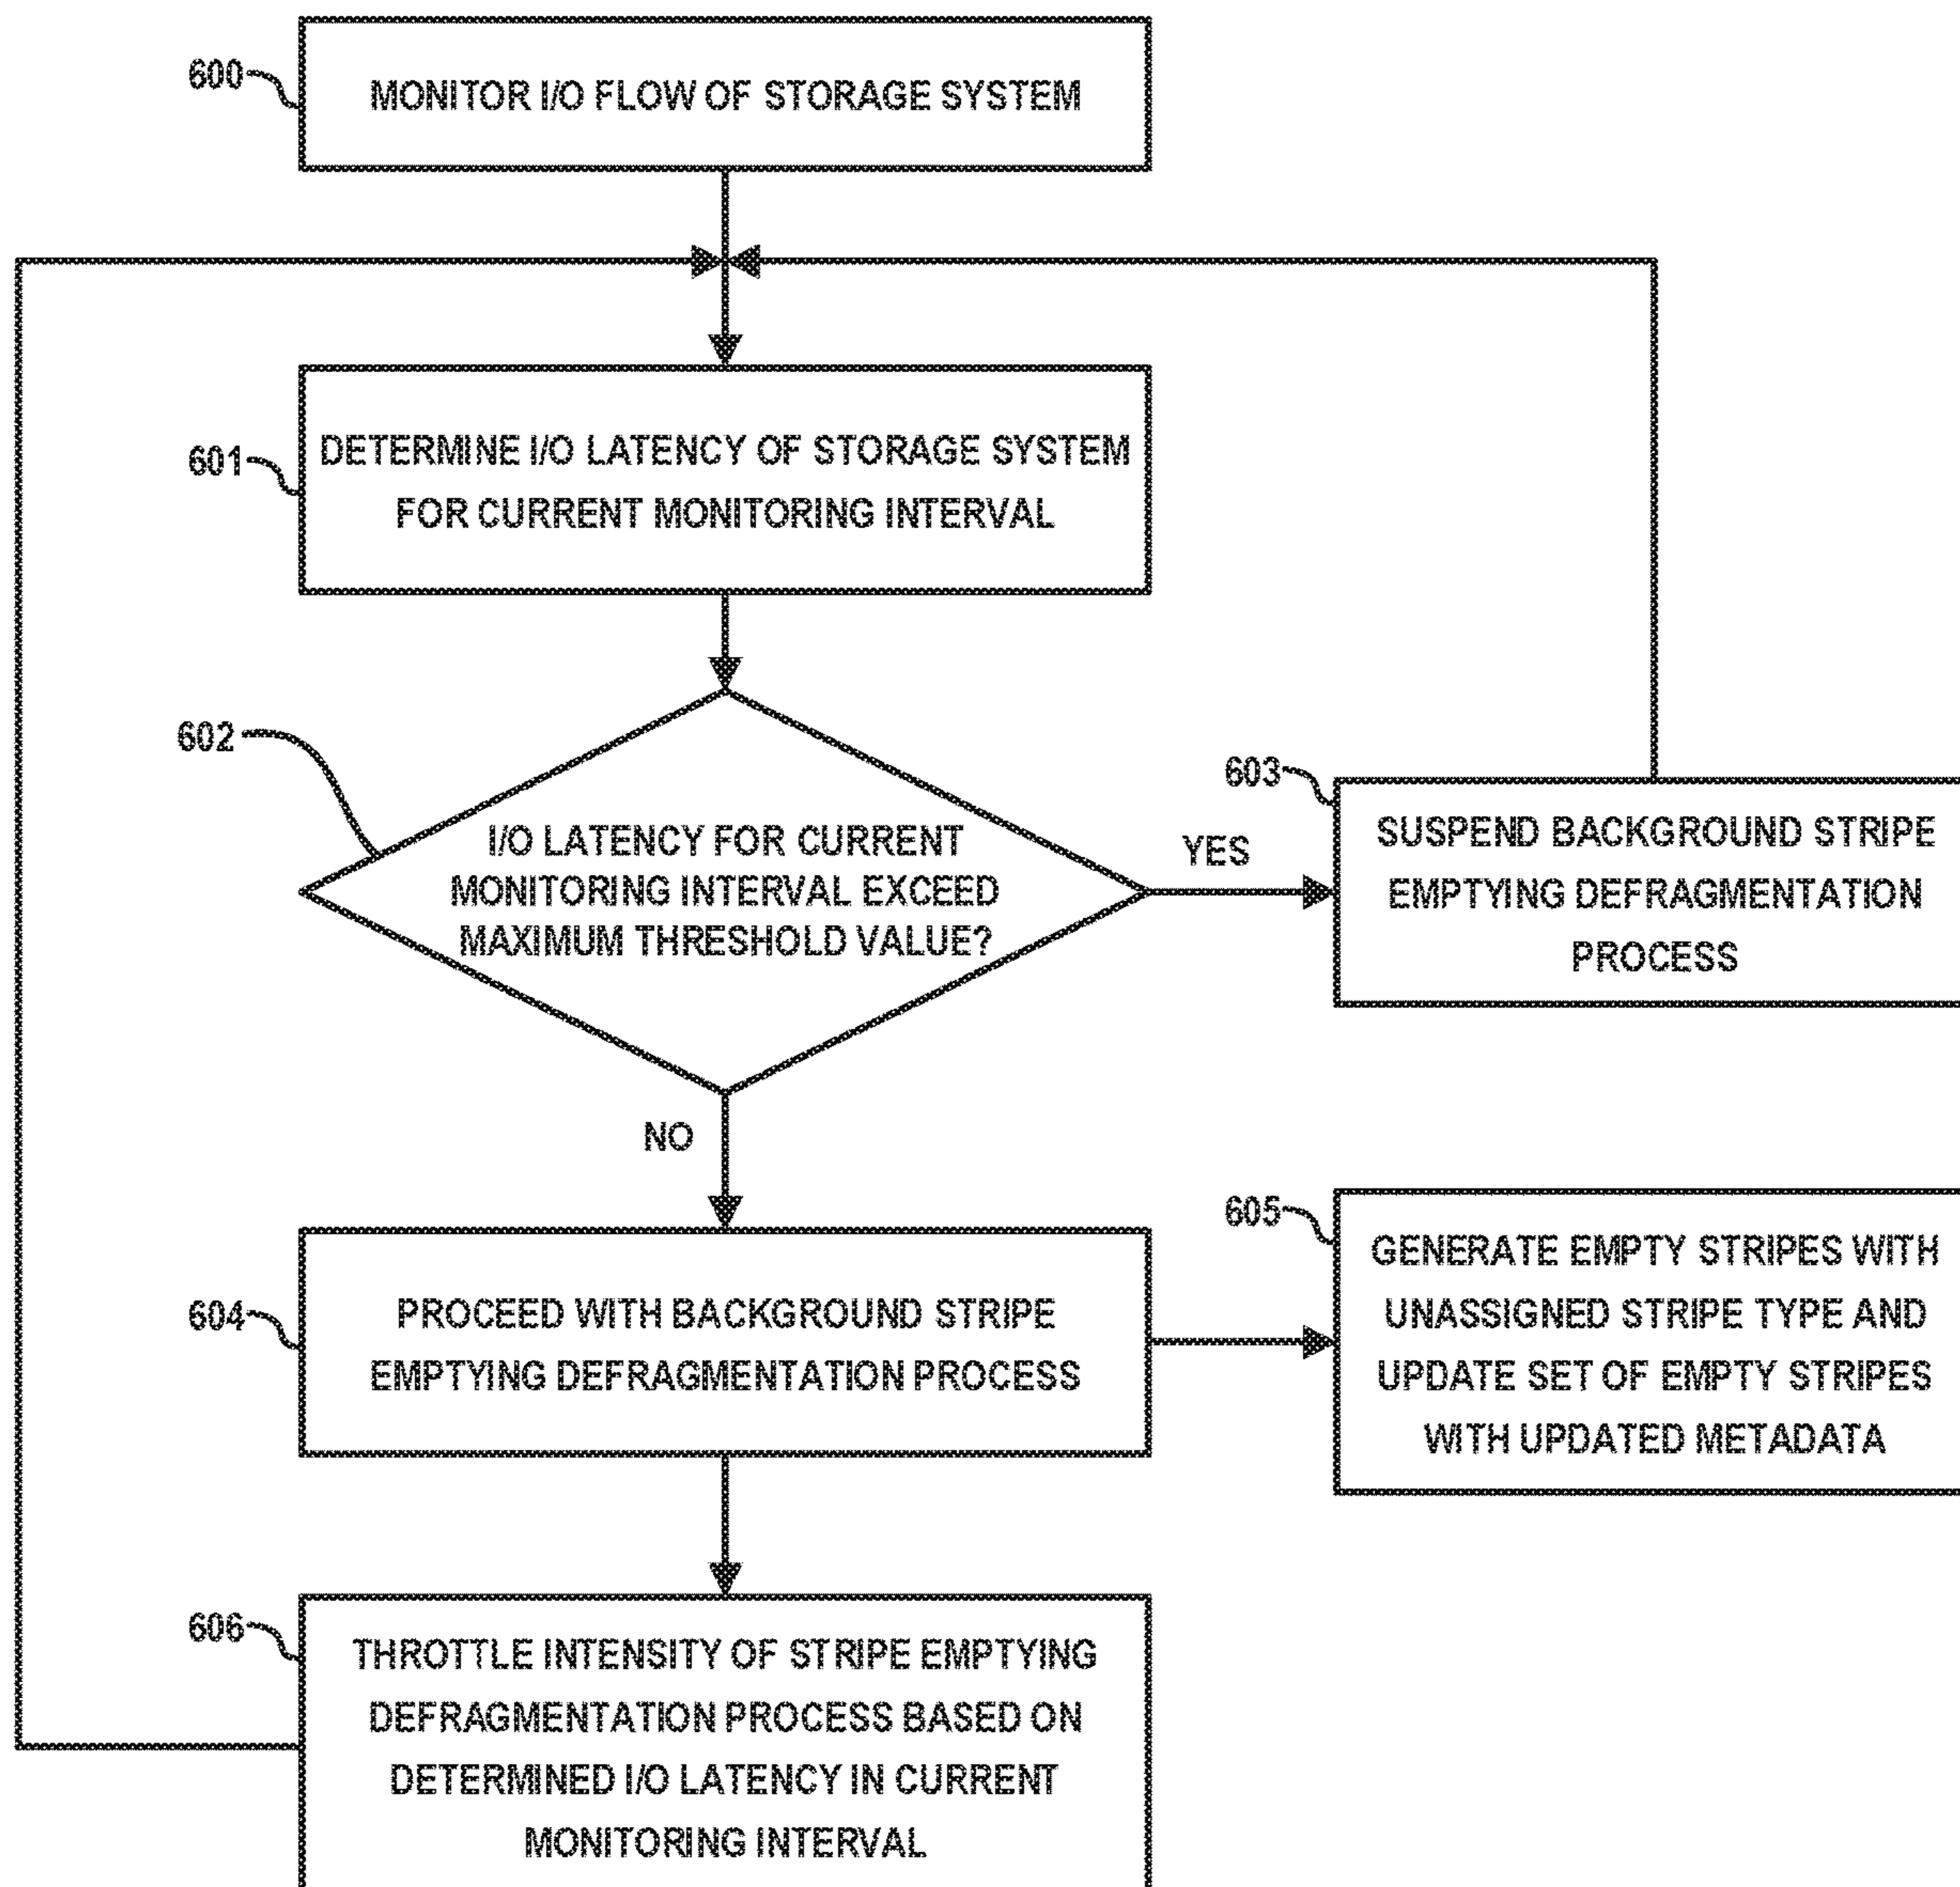 600
MONITOR I/O FLOW OF STORAGE SYSTEM
601
DETERMINE I/O LATENCY OF STORAGE SYSTEM
FOR CURRENT MONITORING INTERVAL
602
I/O LATENCY FOR CURRENT
MONITORING INTERVAL EXCEED
MAXIMUM THRESHOLD VALUE?
YES
603
SUSPEND BACKGROUND STRIPE
EMPTYING DEFRAGMENTATION
PROCESS
NO
604
PROCEED WITH BACKGROUND STRIPE
EMPTYING DEFRAGMENTATION PROCESS
605
GENERATE EMPTY STRIPES WITH
UNASSIGNED STRIPE TYPE AND
UPDATE SET OF EMPTY STRIPES
WITH UPDATED METADATA
606
THROTTLE INTENSITY OF STRIPE EMPTYING
DEFRAGMENTATION PROCESS BASED ON
DETERMINED I/O LATENCY IN CURRENT
MONITORING INTERVAL